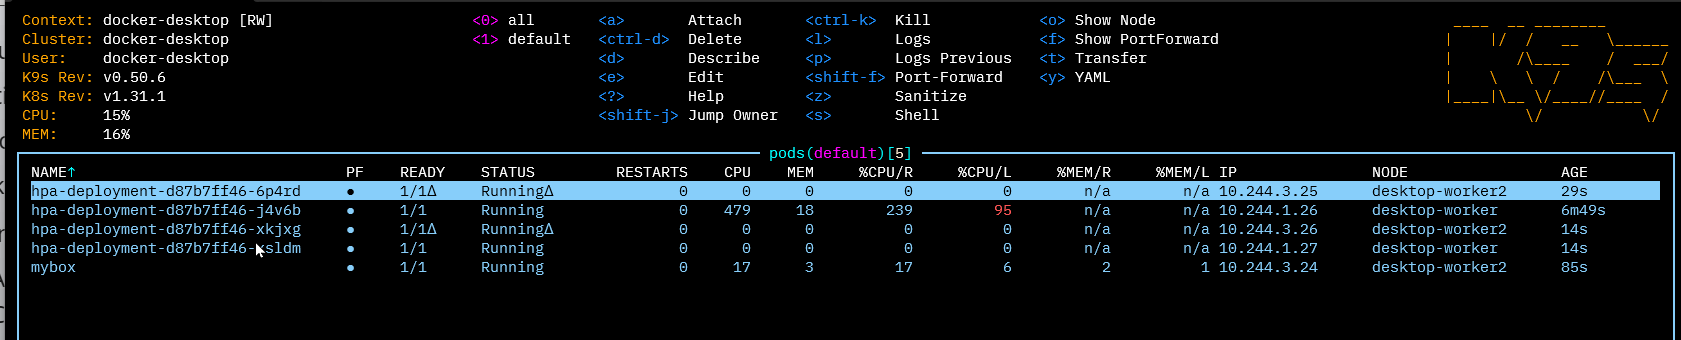 Context: docker-desktop [RW] <0> all <a> Attach <ctrl-k> Kill <o> Show Node
Cluster: docker-desktop <1> default <ctrl-d> Delete <l> Logs <f> Show PortForward
User: docker-desktop <d> Describe <p> Logs Previous <t> Transfer
K9s Rev: v0.50.6 <e> Edit <shift-f> Port-Forward <y> YAML
K8s Rev: v1.31.1 <?> Help <z> Sanitize
CPU: 15% <shift-j> Jump Owner <s> Shell
MEM: 16%
pods(default)[5]
NAME↑ PF READY STATUS RESTARTS CPU MEM %CPU/R %CPU/L %MEM/R %MEM/L IP NODE AGE
hpa-deployment-d87b7ff46-6p4rd ● 1/1Δ RunningΔ 0 0 0 0 0 n/a n/a 10.244.3.25 desktop-worker2 29s
hpa-deployment-d87b7ff46-j4v6b ● 1/1 Running 0 479 18 239 95 n/a n/a 10.244.1.26 desktop-worker 6m49s
hpa-deployment-d87b7ff46-xkjxg ● 1/1Δ RunningΔ 0 0 0 0 0 n/a n/a 10.244.3.26 desktop-worker2 14s
● 1/1 Running 0 0 0 0 0 n/a n/a 10.244.1.27 desktop-worker 14s
mybox ● 1/1 Running 0 17 3 17 6 2 1 10.244.3.24 desktop-worker2 85s